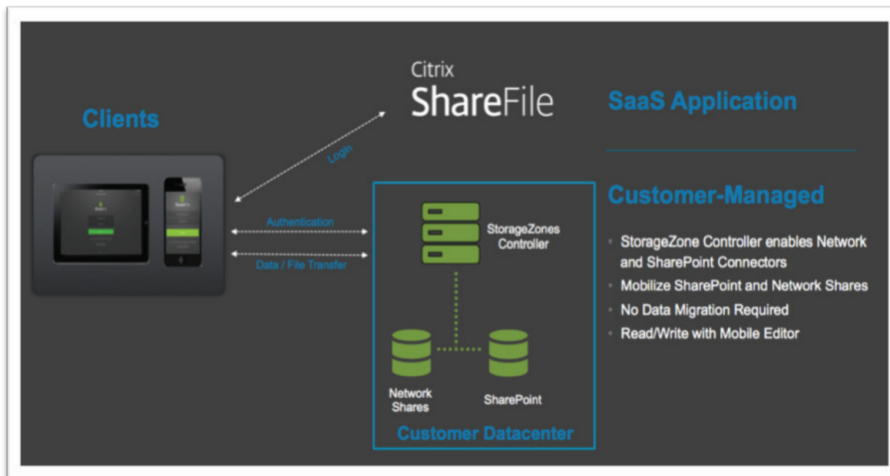 Citrix
ShareFile
SaaS Application
Clients
Login
Customer-Managed
Authentication
Data / File Transfer
StorageZones
Controller
StorageZone Controller enables Network
and SharePoint Connectors
Mobilize SharePoint and Network Shares
No Data Migration Required
Read/Write with Mobile Editor
Network
Shares
SharePoint
Customer Datacenter